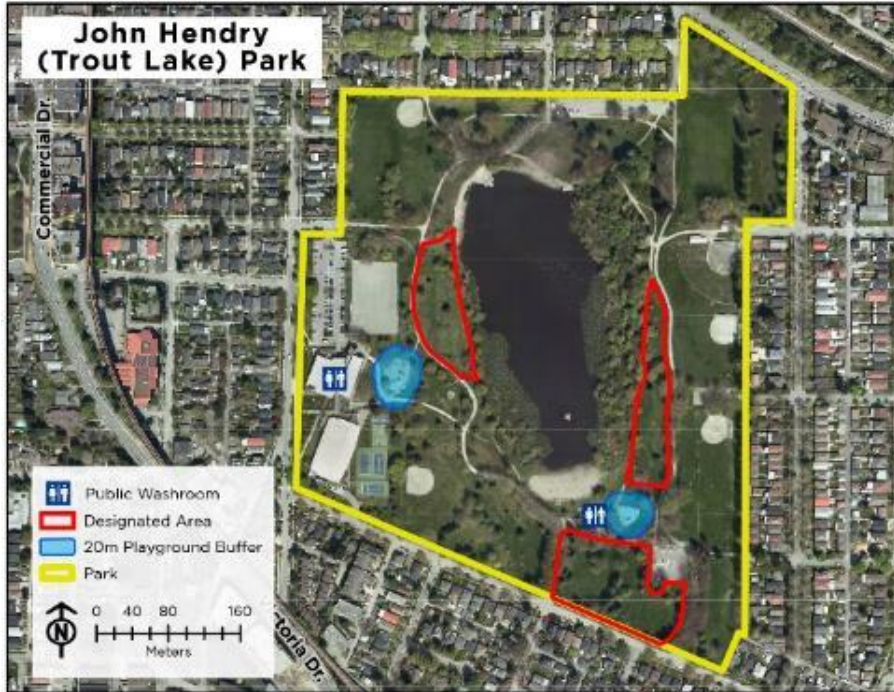 John Hendry
(Trout Lake) Park
Commercial Dr.
Public Washroom
Designated Area
20m Playground Buffer
Park
N
0 40 80 160
Meters
toria Dr.